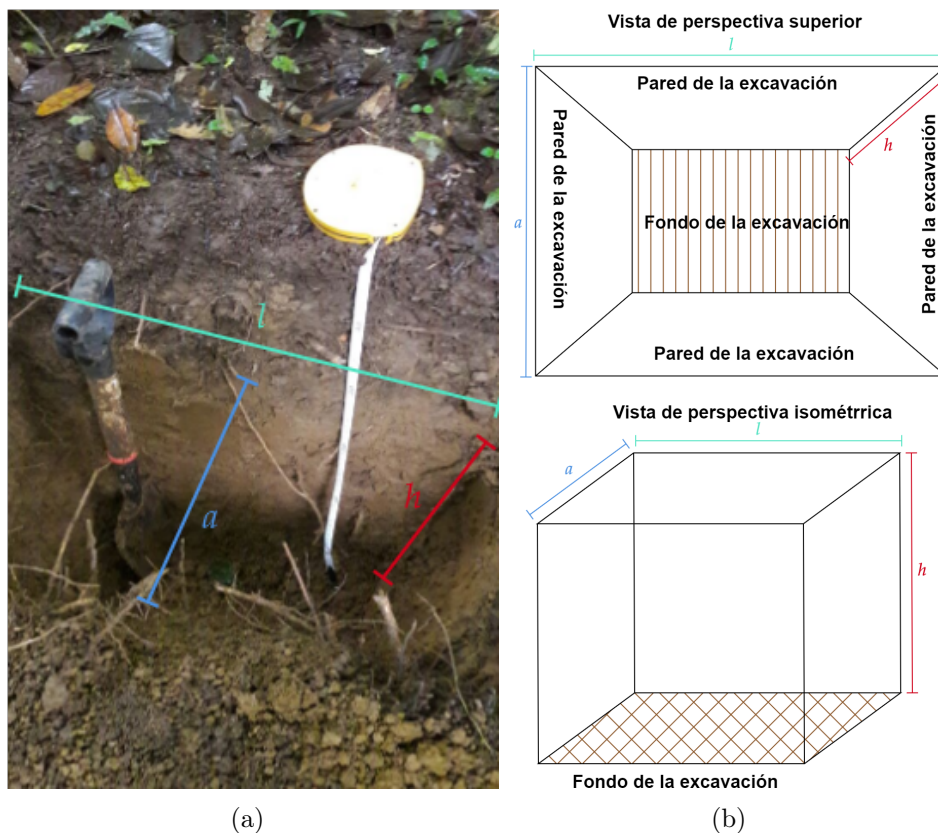 l
a
h
(a)
Vista de perspectiva superior
l
Pared de la excavación
a
Pared de la excavación
h
Fondo de la excavación
Pared de la excavación
Pared de la excavación
Vista de perspectiva isométrrica
l
a
h
Fondo de la excavación
(b)